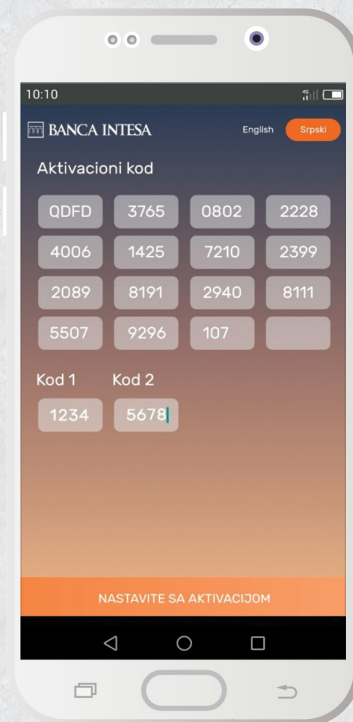 10:10
BANCA INTESA English Srpski
Aktivacioni kod
QDFD 3765 0802 2228
4006 1425 7210 2399
2089 8191 2940 8111
5507 9296 107
Kod 1 Kod 2
1234 5678
NASTAVITE SA AKTIVACIJOM